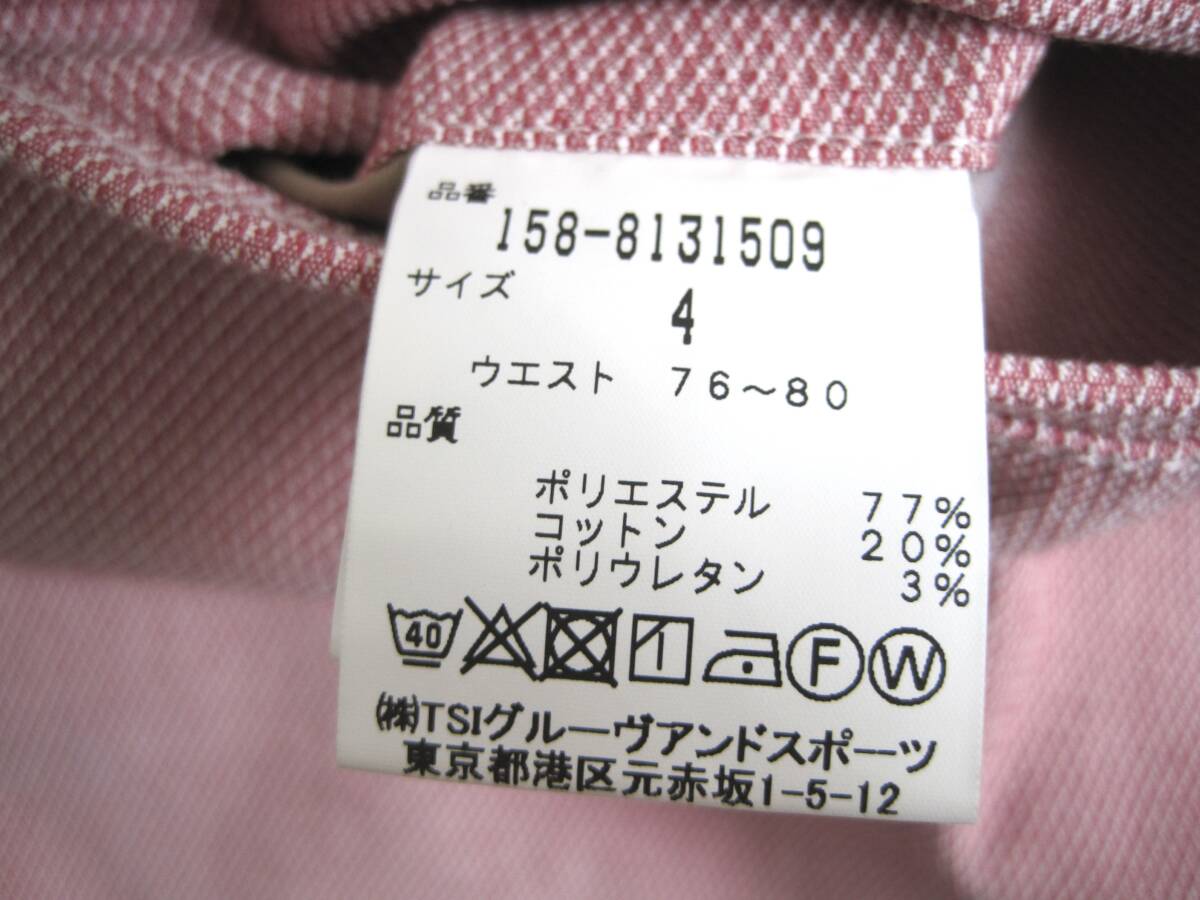 品番
158-8131509
サイズ
4
ウエスト 76〜80
品質
ポリエステル 77%
コットン 20%
ポリウレタン 3%
40 F W
㈱TSIグルーヴアンドスポーツ
東京都港区元赤坂1-5-12